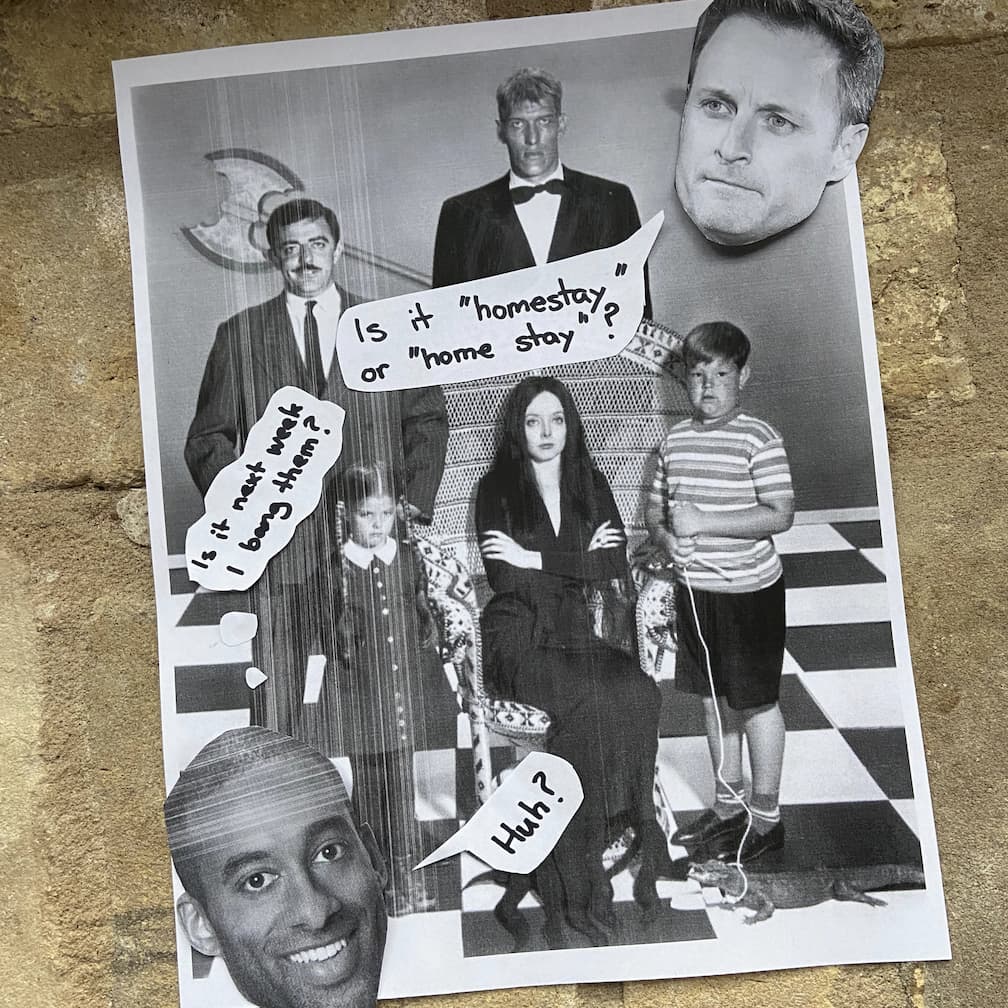 Is it "homestay"
or "home stay"?
Is it next week
I bang them?
Huh?